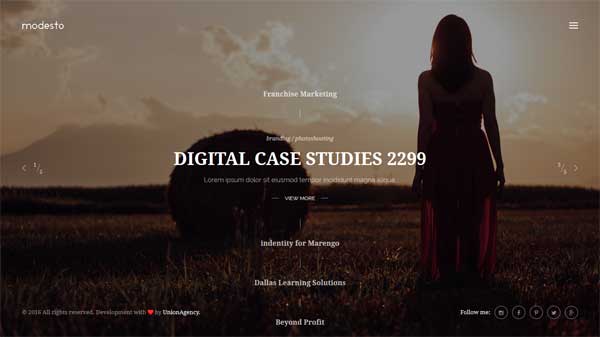 modesto
Franchise Marketing
branding / photoshooting
DIGITAL CASE STUDIES 2299
1/5
3/5
Lorem ipsum dolor sit eiusmod tempor incididunt magna aliqua.
VIEW MORE
indentity for Marengo
Dallas Learning Solutions
© 2016 All rights reserved. Development with ❤ by UnionAgency.
Follow me:
Beyond Profit